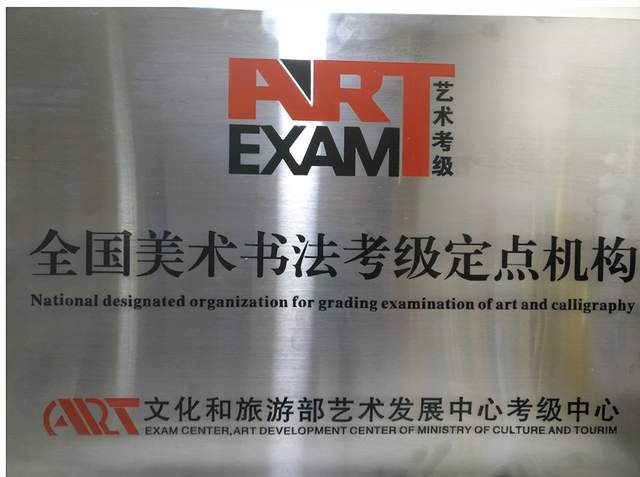 ART
EXAM
艺术考级
全国美术书法考级定点机构
National designated organization for grading examination of art and calligraphy
ART 文化和旅游部艺术发展中心考级中心
EXAM CENTER,ART DEVELOPMENT CENTER OF MINISTRY OF CULTURE AND TOURIM